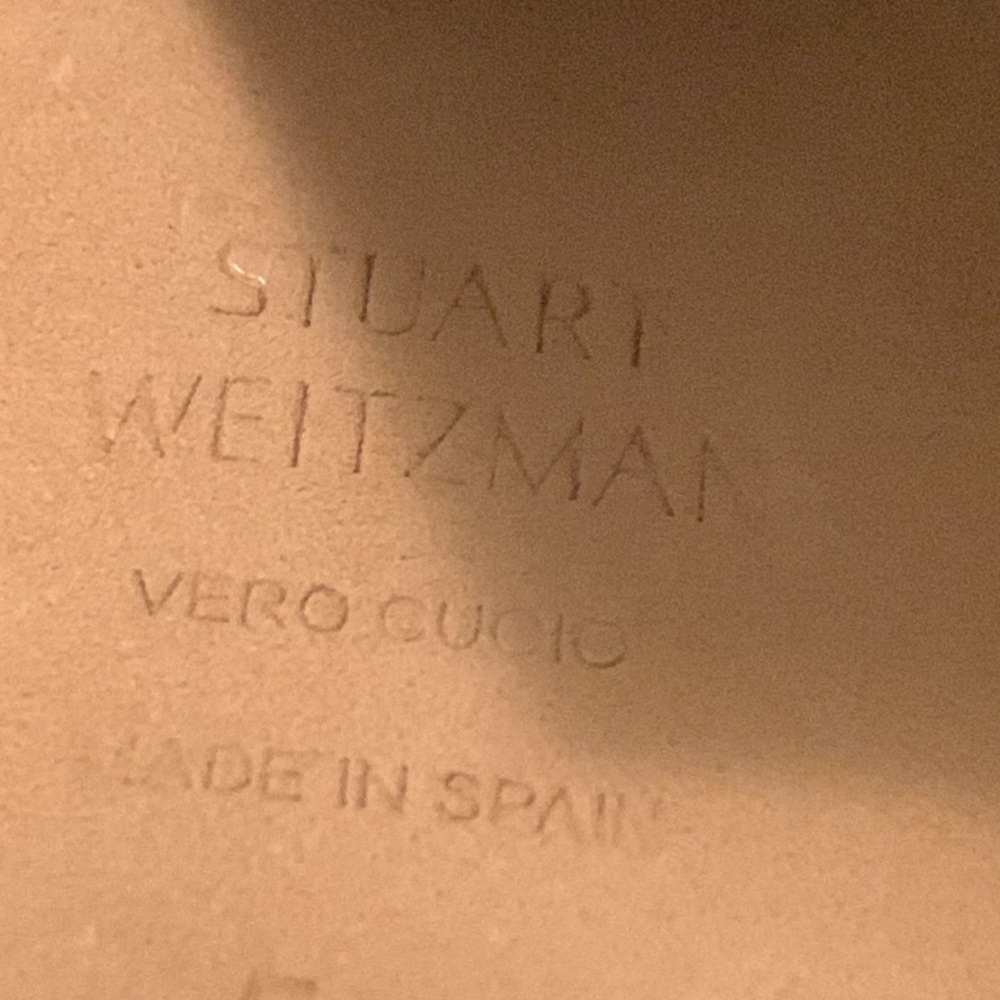 STUART
WEITZMAN
VERO CUOIO
MADE IN SPAIN